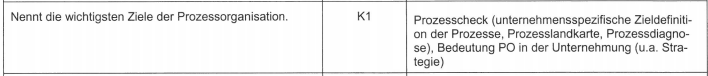 Nennt die wichtigsten Ziele der Prozessorganisation.
K1
Prozesscheck (unternehmensspezifische Zieldefiniti-
on der Prozesse, Prozesslandkarte, Prozessdiagno-
se), Bedeutung PO in der Unternehmung (u.a. Stra-
tegie)